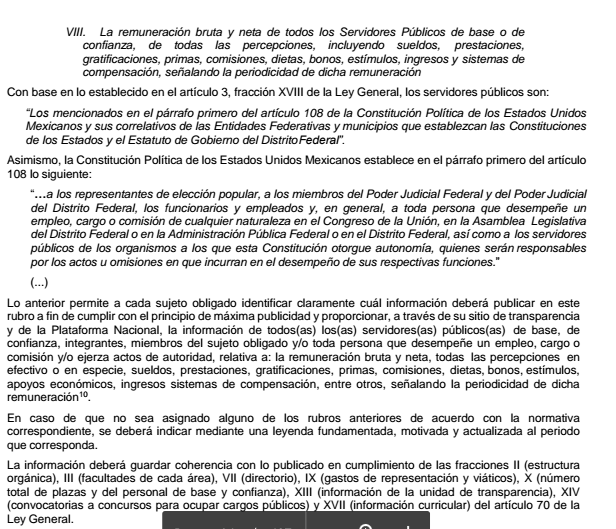 VIII. La remuneración bruta y neta de todos los Servidores Públicos de base o de
confianza, de todas las percepciones, incluyendo sueldos, prestaciones,
gratificaciones, primas, comisiones, dietas, bonos, estímulos, ingresos y sistemas de
compensación, señalando la periodicidad de dicha remuneración
Con base en lo establecido en el artículo 3, fracción XVIII de la Ley General, los servidores públicos son:
"Los mencionados en el párrafo primero del artículo 108 de la Constitución Política de los Estados Unidos
Mexicanos y sus correlativos de las Entidades Federativas y municipios que establezcan las Constituciones
de los Estados y el Estatuto de Gobierno del DistritoFederal".
Asimismo, la Constitución Política de los Estados Unidos Mexicanos establece en el párrafo primero del artículo
108 lo siguiente:
"…a los representantes de elección popular, a los miembros del Poder Judicial Federal y del Poder Judicial
del Distrito Federal, los funcionarios y empleados y, en general, a toda persona que desempeñe un
empleo, cargo o comisión de cualquier naturaleza en el Congreso de la Unión, en la Asamblea Legislativa
del Distrito Federal o en la Administración Pública Federal o en el Distrito Federal, así como a los servidores
públicos de los organismos a los que esta Constitución otorgue autonomía, quienes serán responsables
por los actos u omisiones en que incurran en el desempeño de sus respectivas funciones."
(...)
Lo anterior permite a cada sujeto obligado identificar claramente cuál información deberá publicar en este
rubro a fin de cumplir con el principio de máxima publicidad y proporcionar, a través de su sitio de transparencia
y de la Plataforma Nacional, la información de todos(as) los(as) servidores(as) públicos(as) de base, de
confianza, integrantes, miembros del sujeto obligado y/o toda persona que desempeñe un empleo, cargo o
comisión y/o ejerza actos de autoridad, relativa a: la remuneración bruta y neta, todas las percepciones en
efectivo o en especie, sueldos, prestaciones, gratificaciones, primas, comisiones, dietas, bonos, estímulos,
apoyos económicos, ingresos sistemas de compensación, entre otros, señalando la periodicidad de dicha
remuneración¹⁰.
En caso de que no sea asignado alguno de los rubros anteriores de acuerdo con la normativa
correspondiente, se deberá indicar mediante una leyenda fundamentada, motivada y actualizada al periodo
que corresponda.
La información deberá guardar coherencia con lo publicado en cumplimiento de las fracciones II (estructura
orgánica), III (facultades de cada área), VII (directorio), IX (gastos de representación y viáticos), X (número
total de plazas y del personal de base y confianza), XIII (información de la unidad de transparencia), XIV
(convocatorias a concursos para ocupar cargos públicos) y XVII (información curricular) del artículo 70 de la
Ley General.